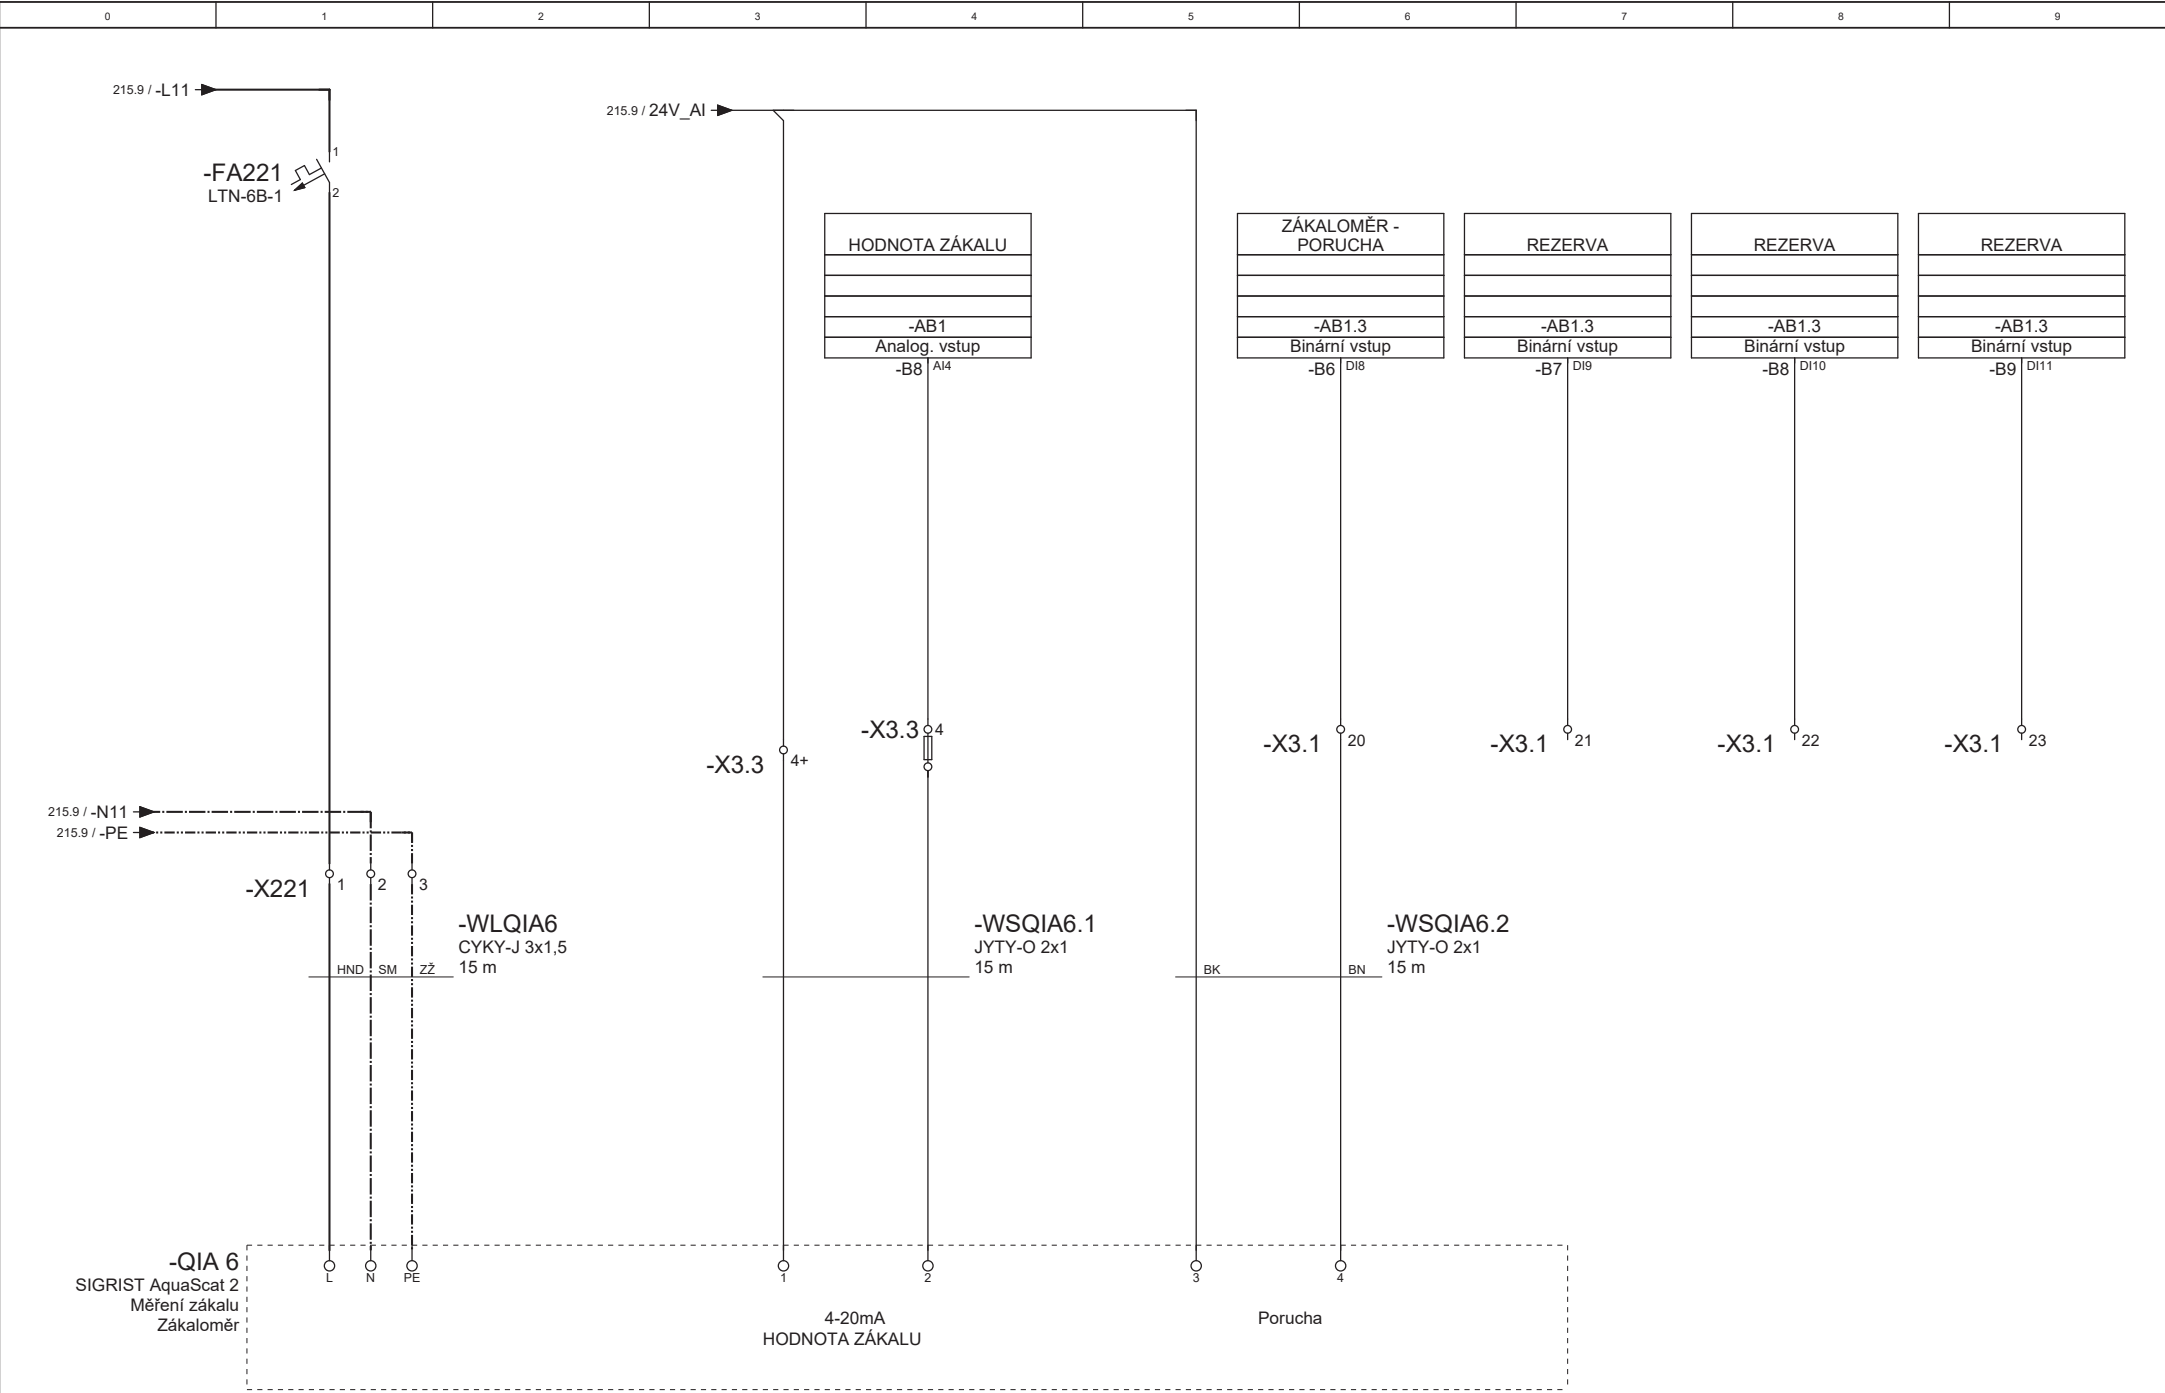 0 1 2 3 4 5 6 7 8 9
215.9 / -L11
215.9 / 24V_AI
-FA221
LTN-6B-1
1
2
HODNOTA ZÁKALU
-AB1
Analog. vstup
-B8 AI4
ZÁKALOMĚR -
PORUCHA
-AB1.3
Binární vstup
-B6 DI8
REZERVA
-AB1.3
Binární vstup
-B7 DI9
REZERVA
-AB1.3
Binární vstup
-B8 DI10
REZERVA
-AB1.3
Binární vstup
-B9 DI11
-X3.3 4+
-X3.3 4
-X3.1 20
-X3.1 21
-X3.1 22
-X3.1 23
215.9 / -N11
215.9 / -PE
-X221 1 2 3
-WLQIA6
CYKY-J 3x1,5
15 m
HND SM ZŽ
-WSQIA6.1
JYTY-O 2x1
15 m
-WSQIA6.2
JYTY-O 2x1
15 m
BK BN
-QIA 6
SIGRIST AquaScat 2
Měření zákalu
Zákaloměr
L N PE 1 2 3 4
4-20mA
HODNOTA ZÁKALU
Porucha